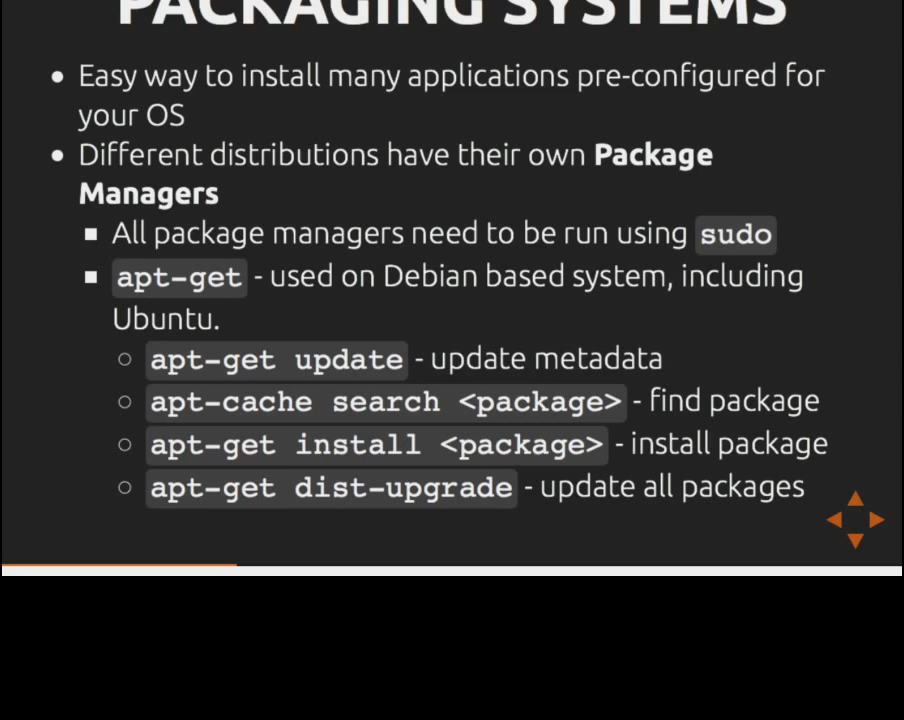 PACKAGING SYSTEMS
Easy way to install many applications pre-configured for
your OS
Different distributions have their own Package
Managers
All package managers need to be run using sudo
apt-get - used on Debian based system, including
Ubuntu.
apt-get update - update metadata
apt-cache search <package> - find package
apt-get install <package> - install package
apt-get dist-upgrade - update all packages